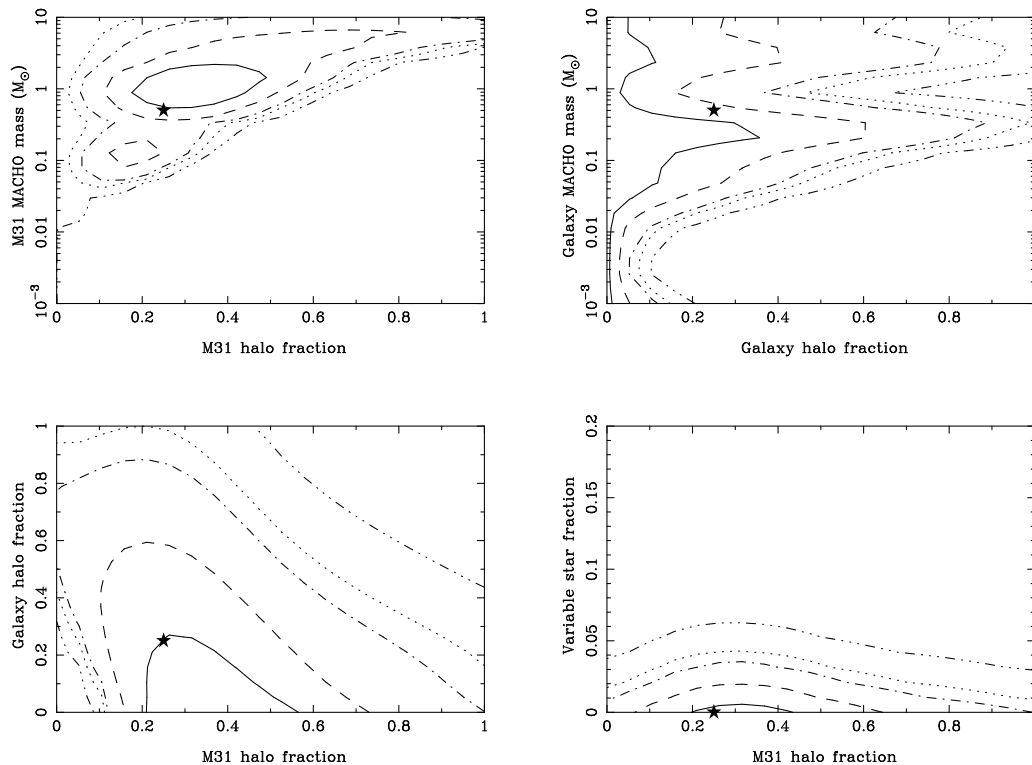 M31 MACHO mass (M☉)
10
1
0.1
0.01
10⁻³
0 0.2 0.4 0.6 0.8 1
M31 halo fraction
Galaxy MACHO mass (M☉)
10
1
0.1
0.01
10⁻³
0 0.2 0.4 0.6 0.8
Galaxy halo fraction
Galaxy halo fraction
1
0.8
0.6
0.4
0.2
0
0 0.2 0.4 0.6 0.8 1
M31 halo fraction
Variable star fraction
0.2
0.15
0.1
0.05
0
0 0.2 0.4 0.6 0.8
M31 halo fraction